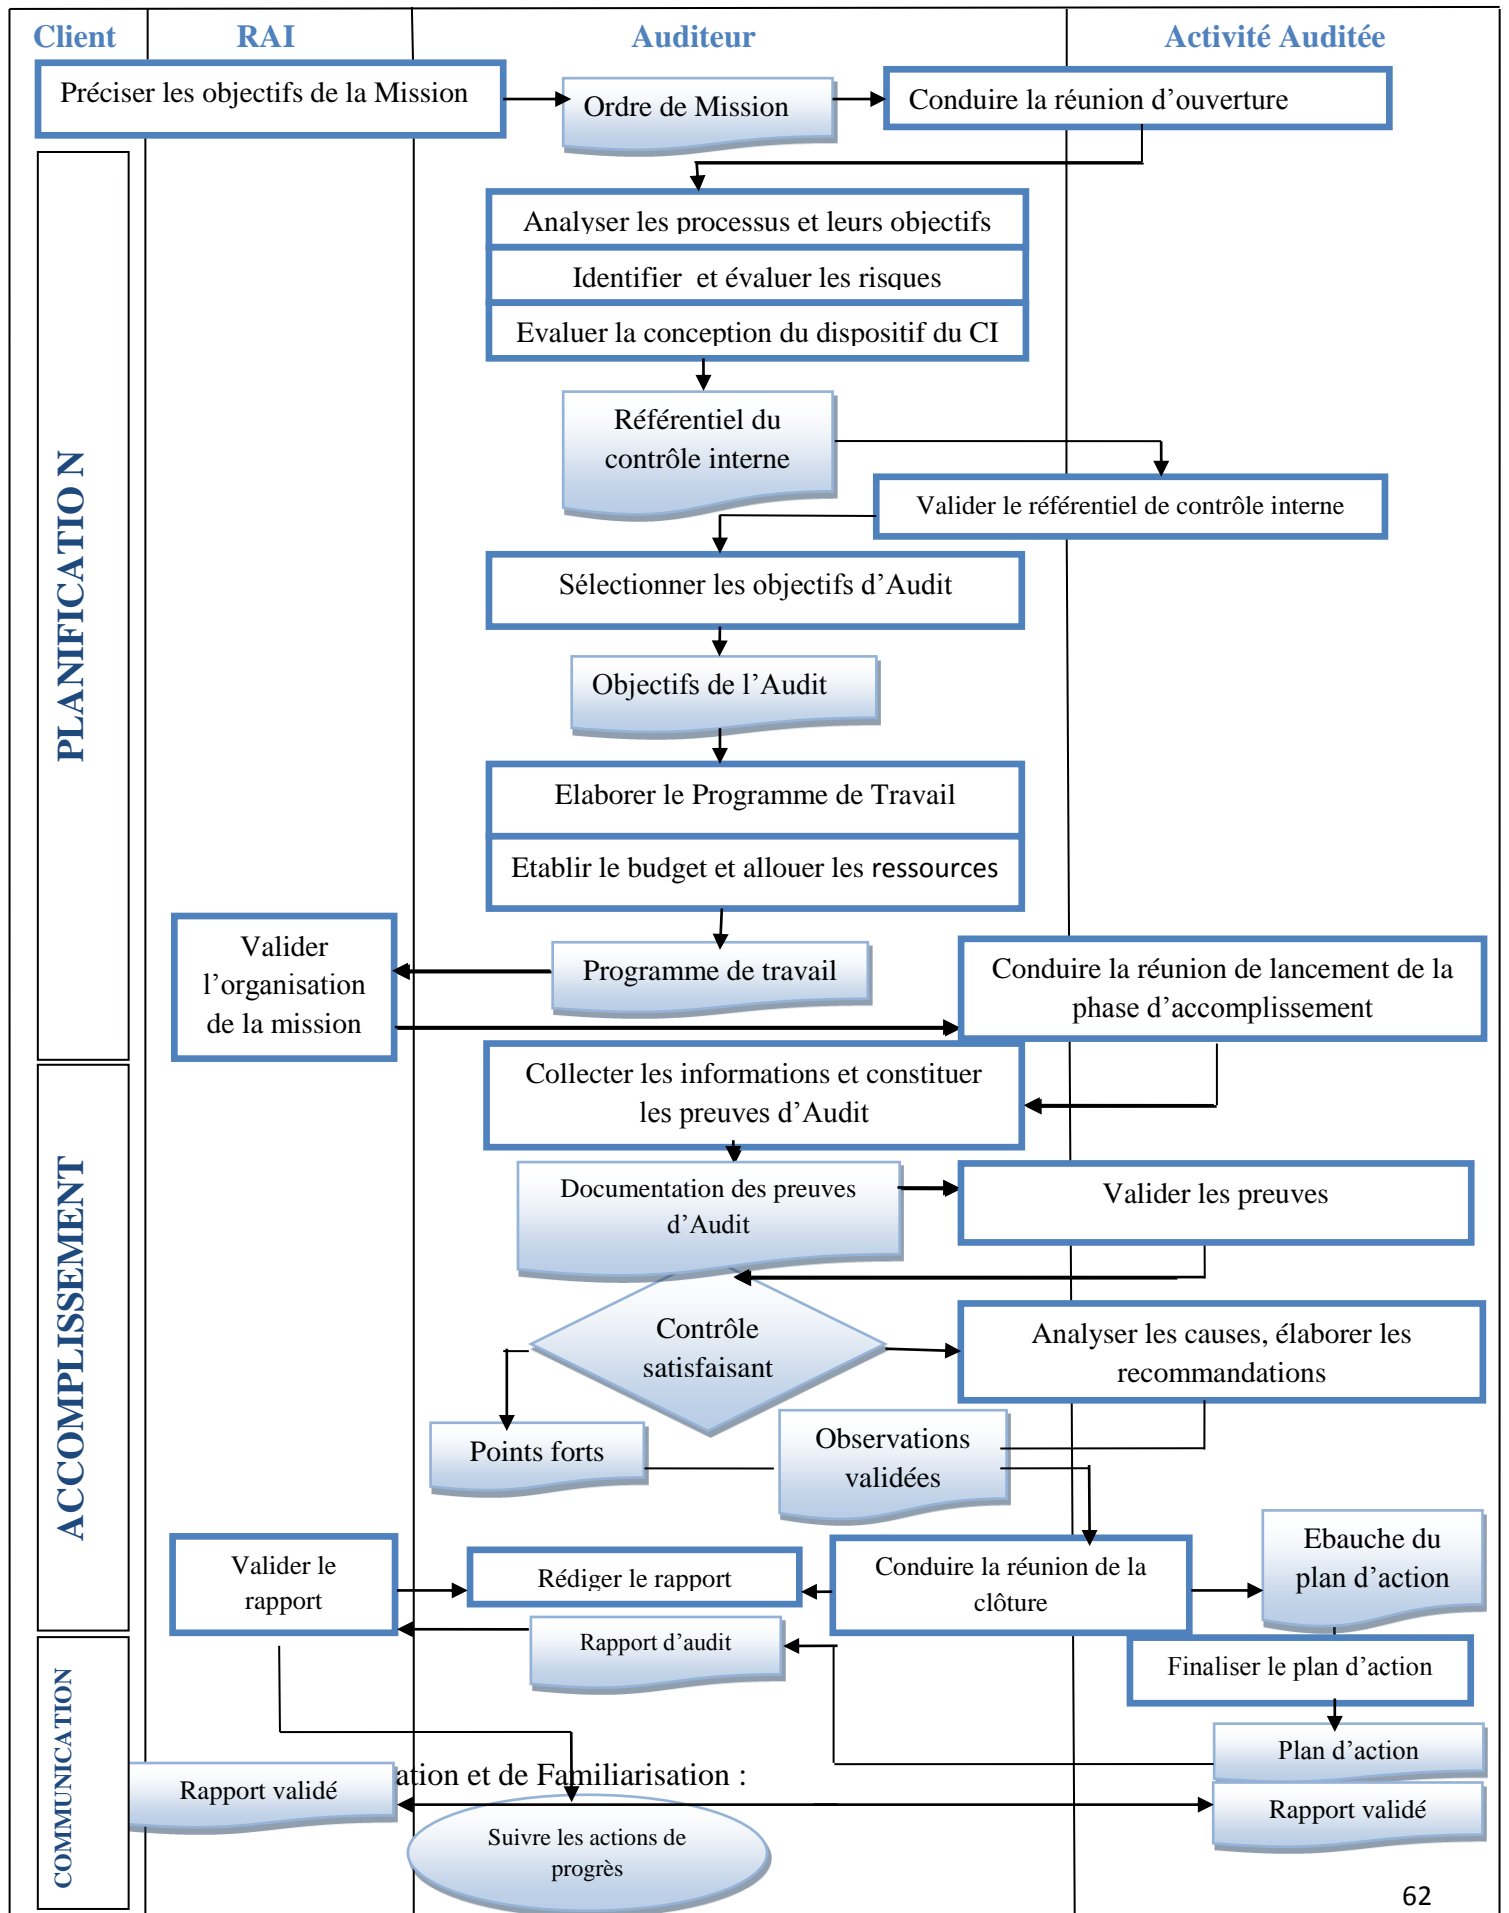 Client RAI Auditeur Activité Auditée
Préciser les objectifs de la Mission
Ordre de Mission
Conduire la réunion d’ouverture
PLANIFICATIO N
Analyser les processus et leurs objectifs
Identifier et évaluer les risques
Evaluer la conception du dispositif du CI
Référentiel du
contrôle interne
Valider le référentiel de contrôle interne
Sélectionner les objectifs d’Audit
Objectifs de l’Audit
Elaborer le Programme de Travail
Etablir le budget et allouer les ressources
Valider
l’organisation
de la mission
Programme de travail
Conduire la réunion de lancement de la
phase d’accomplissement
ACCOMPLISSEMENT
Collecter les informations et constituer
les preuves d’Audit
Documentation des preuves
d’Audit
Valider les preuves
Contrôle
satisfaisant
Analyser les causes, élaborer les
recommandations
Points forts
Observations
validées
Valider le
rapport
Rédiger le rapport
Conduire la réunion de la
clôture
Ebauche du
plan d’action
COMMUNICATION
Rapport d’audit
Finaliser le plan d’action
Plan d’action
ation et de Familiarisation :
Rapport validé
Rapport validé
Suivre les actions de
progrès
62